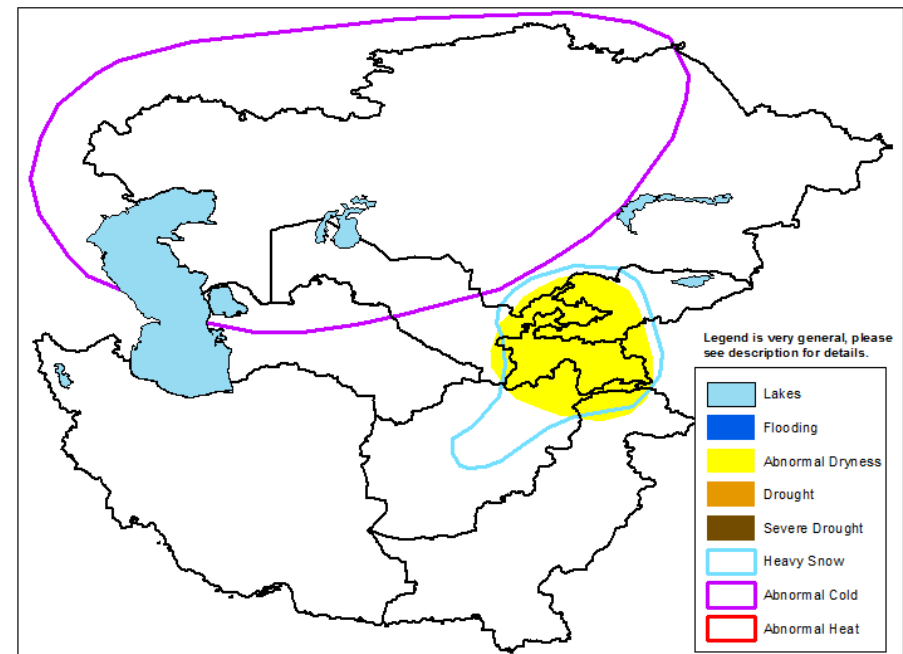 Legend is very general, please
see description for details.
Lakes
Flooding
Abnormal Dryness
Drought
Severe Drought
Heavy Snow
Abnormal Cold
Abnormal Heat